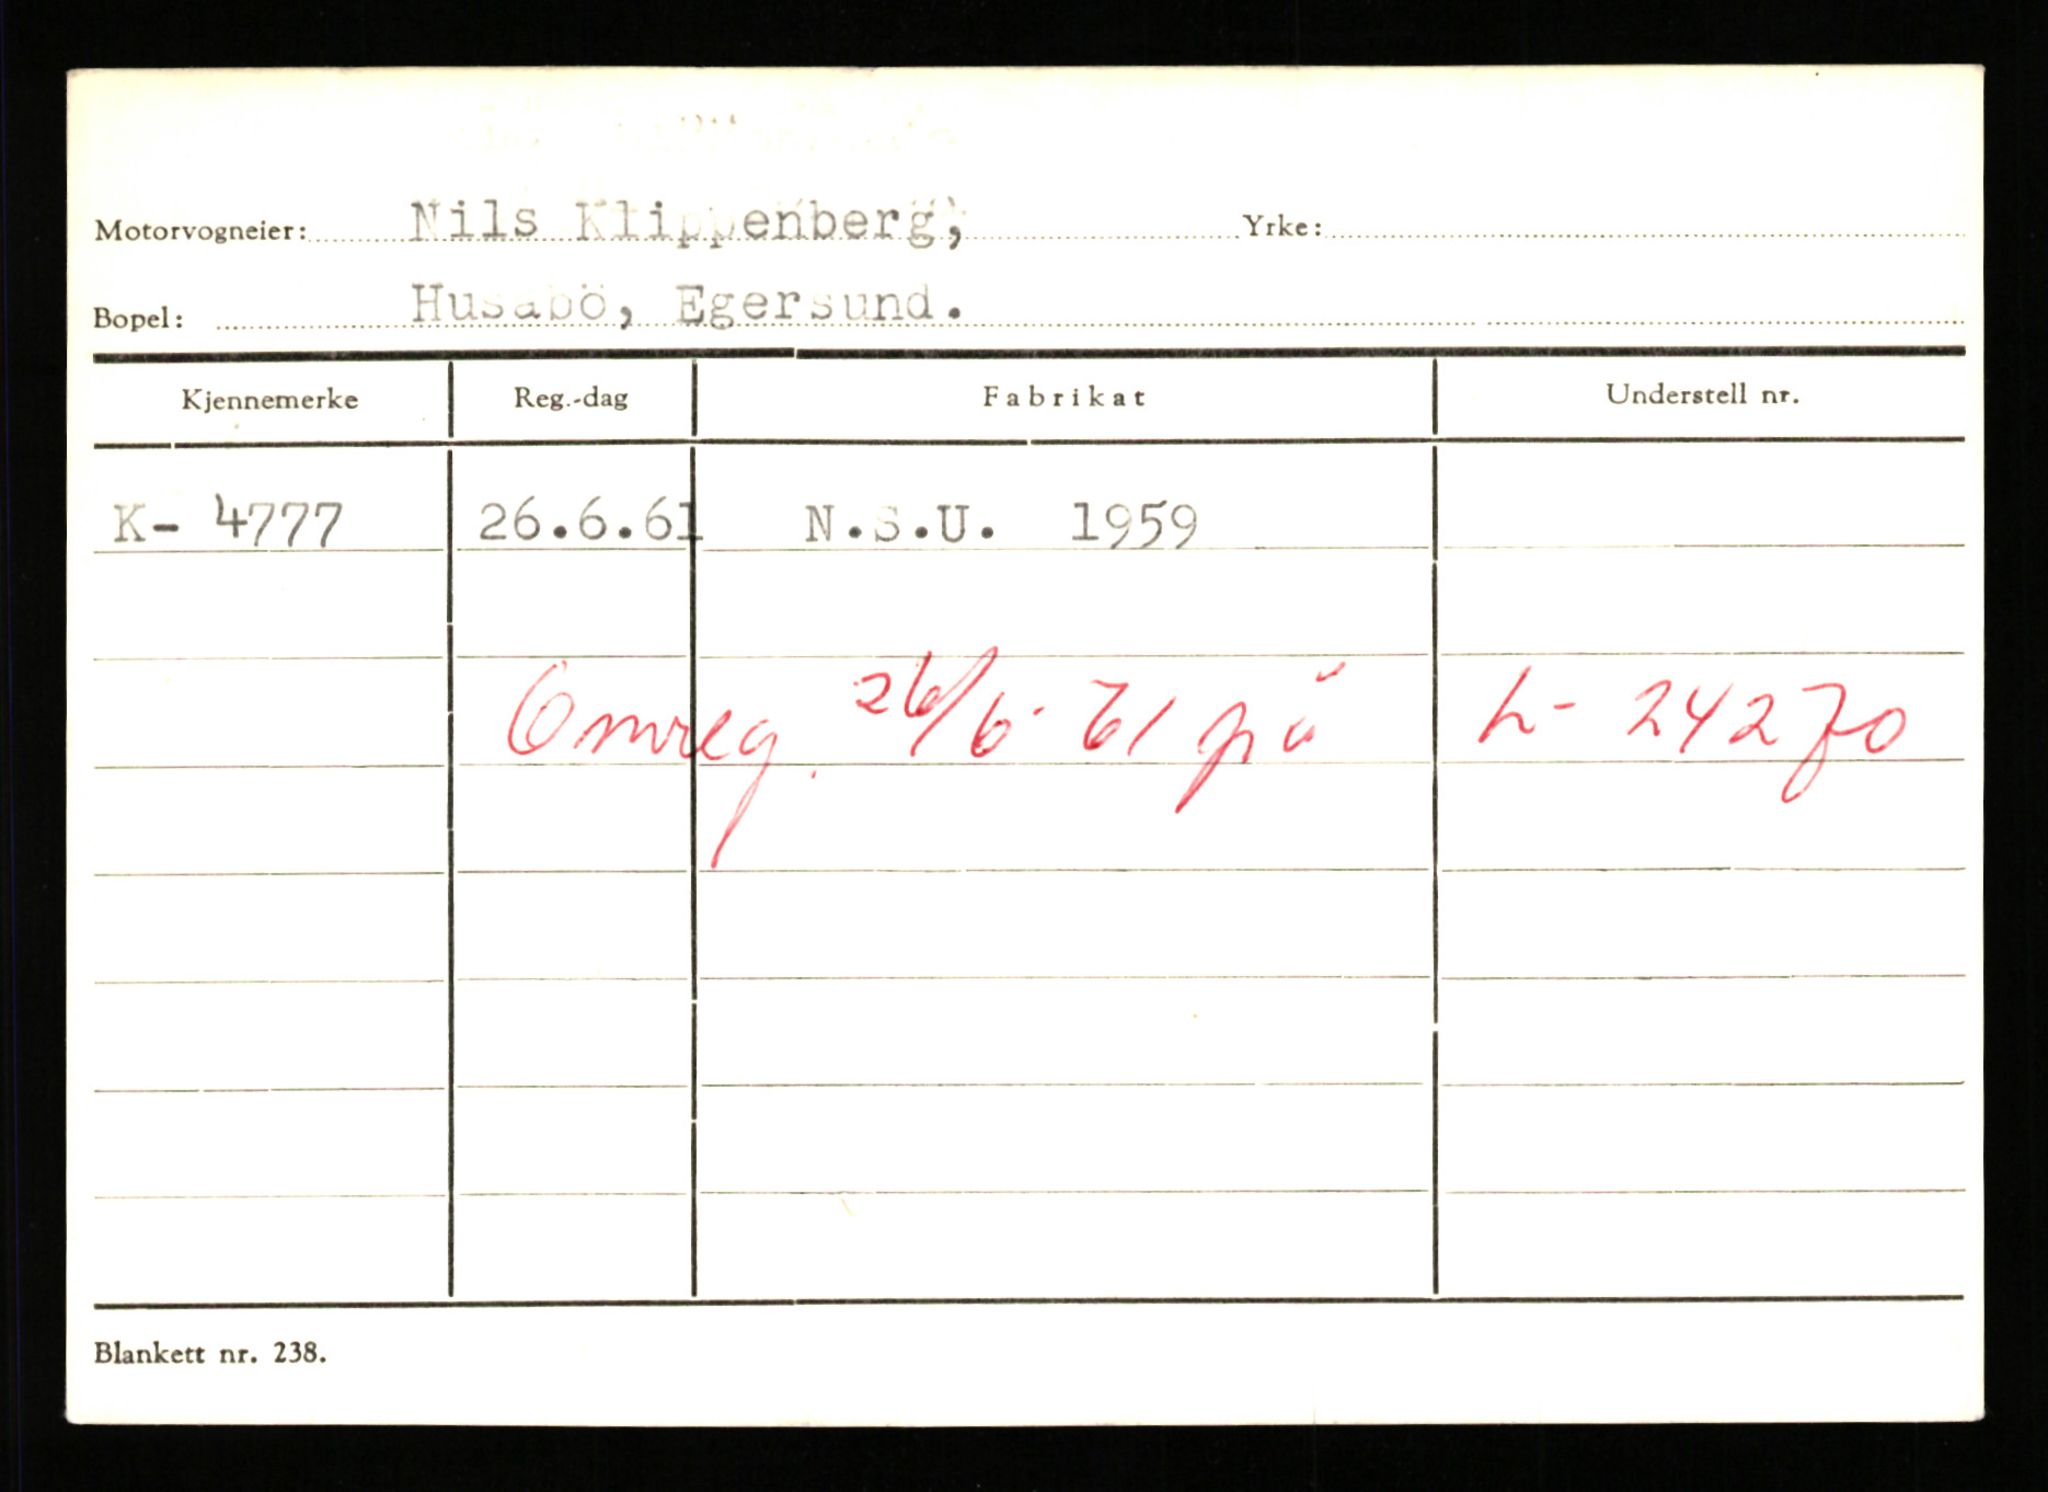 Motorvogneier: Nils Klippenberg, Yrke:
Bopel: Husabö, Egersund.
Kjennemerke Reg.-dag Fabrikat Understell nr.
K- 4777 26.6.61 N.S.U. 1959
Omreg. 26/6-61 på L- 24270
Blankett nr. 238.